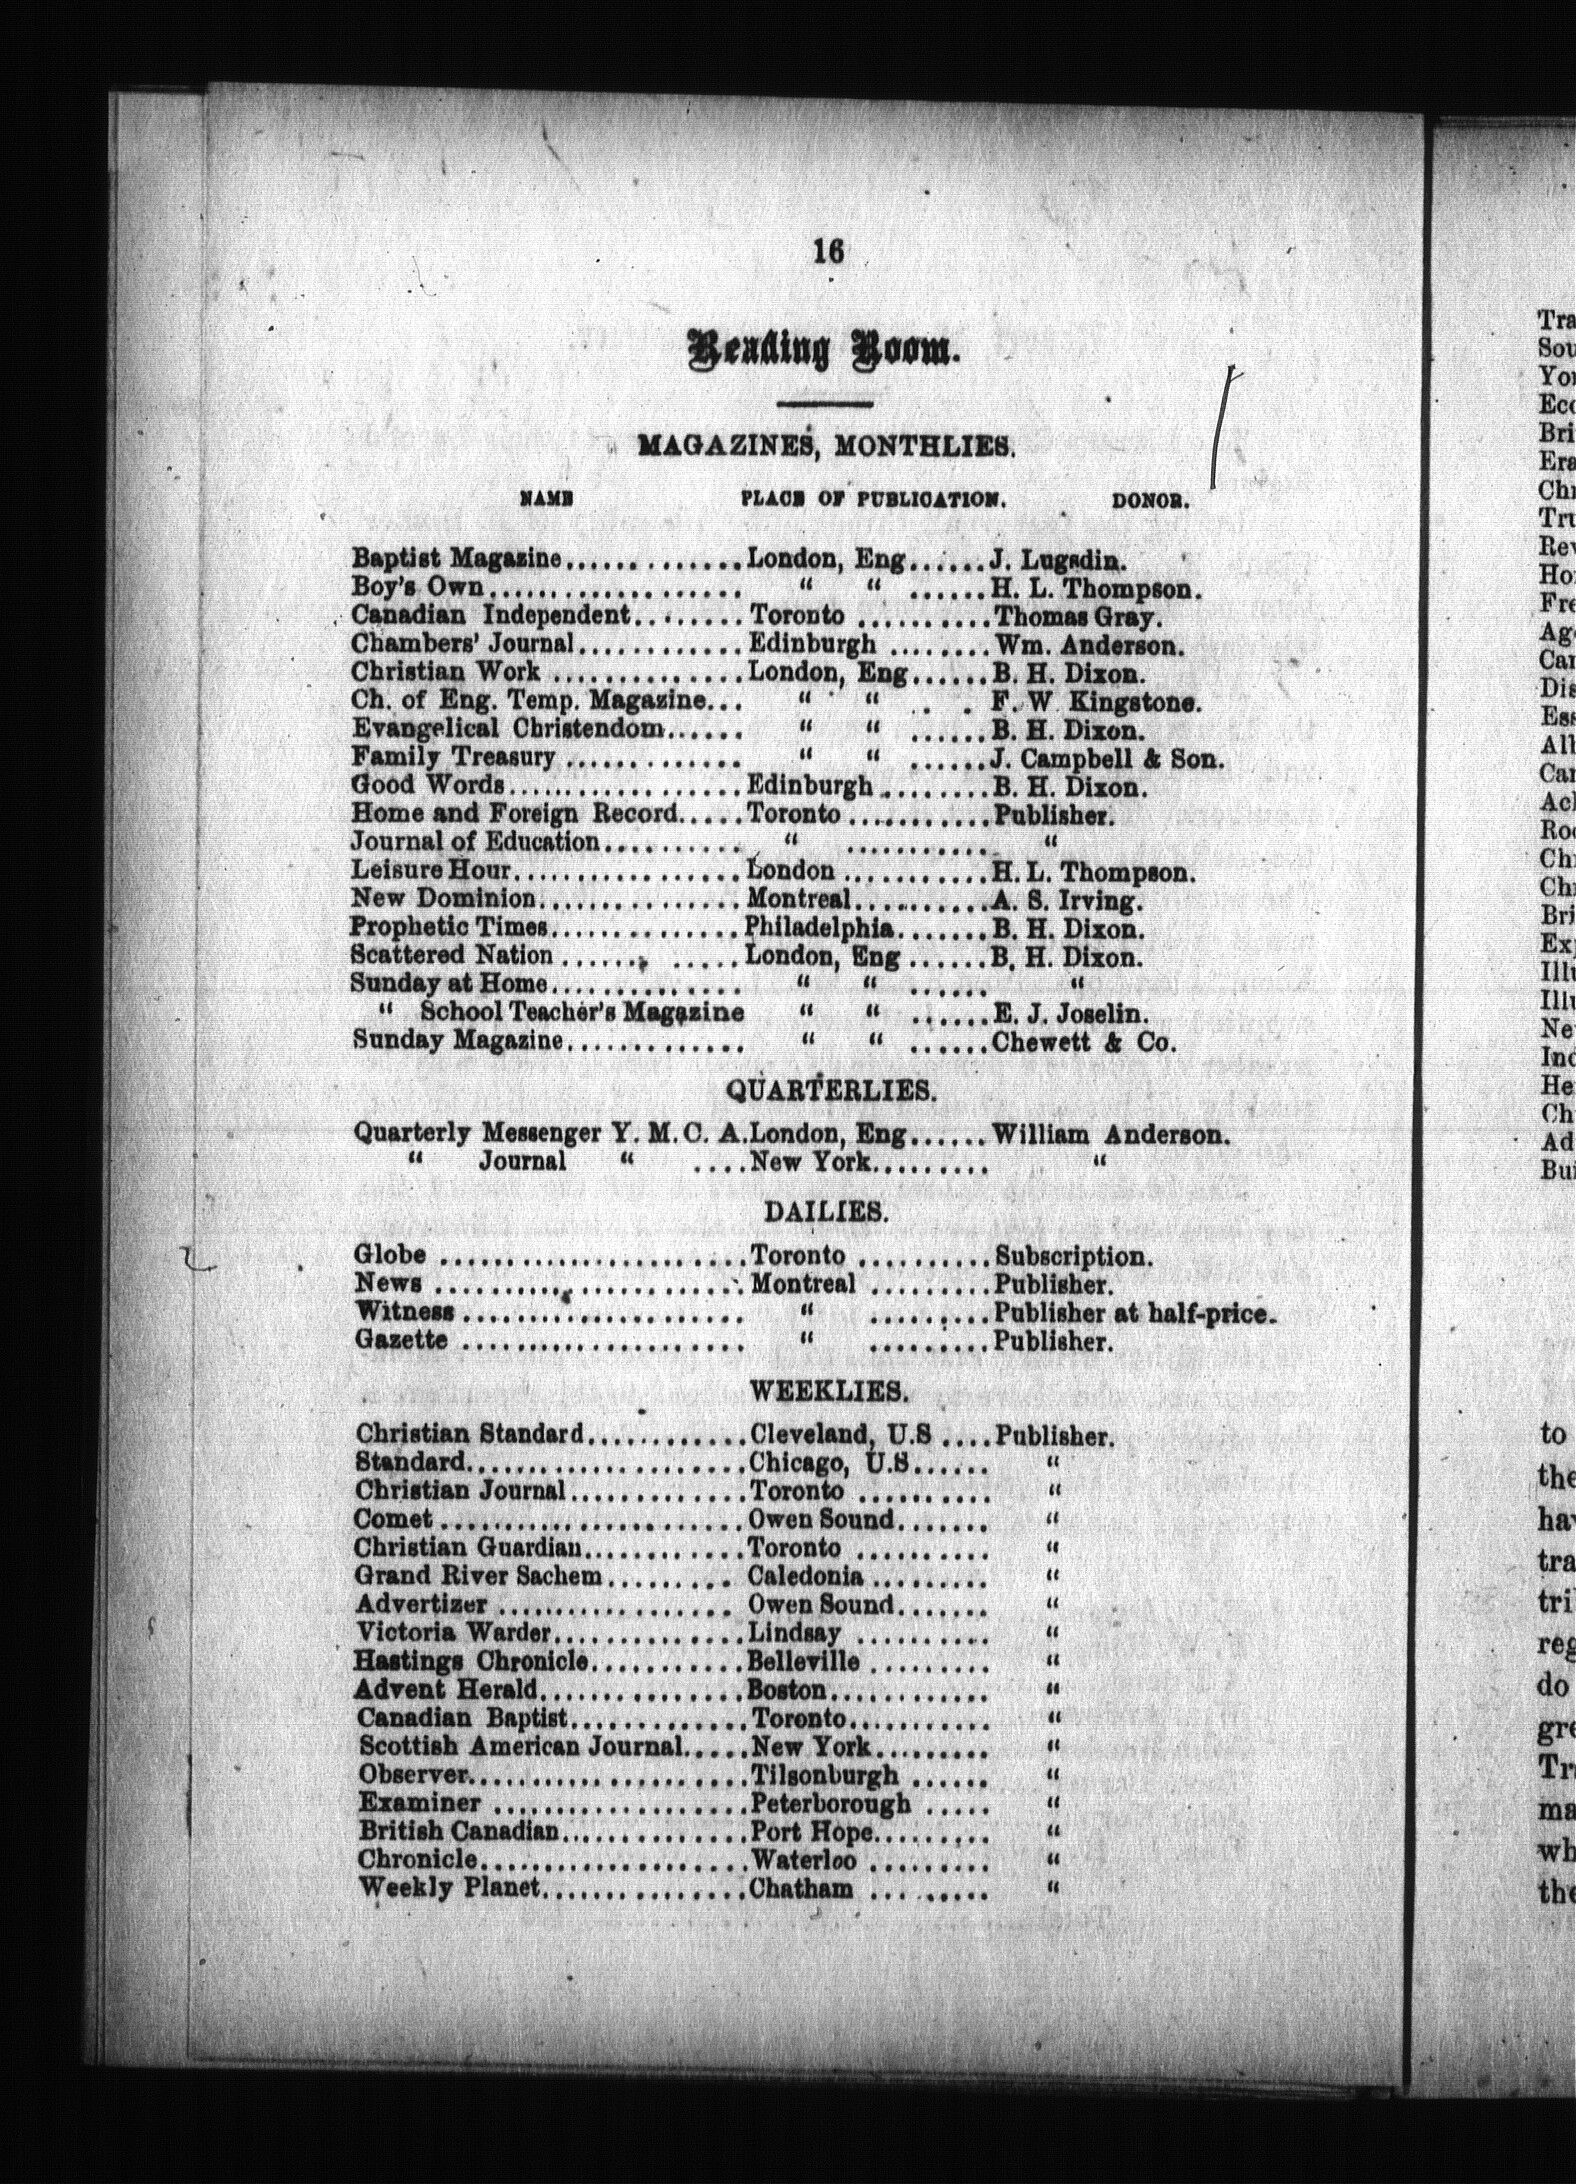 16
Reading Room.
MAGAZINES, MONTHLIES.
NAME PLACE OF PUBLICATION. DONOR.
Baptist Magazine.............London, Eng......J. Lugsdin.
Boy's Own.................... “ “ ......H. L. Thompson.
Canadian Independent.........Toronto ..........Thomas Gray.
Chambers' Journal.............Edinburgh ........Wm. Anderson.
Christian Work ...............London, Eng......B. H. Dixon.
Ch. of Eng. Temp. Magazine... “ “ . . F. W Kingstone.
Evangelical Christendom...... “ “ ......B. H. Dixon.
Family Treasury .............. “ “ ......J. Campbell & Son.
Good Words...................Edinburgh.........B. H. Dixon.
Home and Foreign Record.....Toronto ...........Publisher.
Journal of Education.......... “ ........... “
Leisure Hour..................London ...........H. L. Thompson.
New Dominion................Montreal...........A. S. Irving.
Prophetic Times...............Philadelphia.......B. H. Dixon.
Scattered Nation ...... .....London, Eng ......B. H. Dixon.
Sunday at Home............... “ “ ...... “
“ School Teacher's Magazine “ “ ......E. J. Joselin.
Sunday Magazine.............. “ “ ......Chewett & Co.
QUARTERLIES.
Quarterly Messenger Y. M. C. A.London, Eng......William Anderson.
“ Journal “ ....New York......... “
DAILIES.
Globe ........................Toronto ..........Subscription.
News ........................Montreal .........Publisher.
Witness ...................... “ .........Publisher at half-price.
Gazette ...................... “ .........Publisher.
WEEKLIES.
Christian Standard............Cleveland, U.S ....Publisher.
Standard......................Chicago, U.S...... “
Christian Journal..............Toronto .......... “
Comet ........................Owen Sound....... “
Christian Guardian.............Toronto .......... “
Grand River Sachem.......... Caledonia ......... “
Advertizer ................... Owen Sound....... “
Victoria Warder...............Lindsay ........... “
Hastings Chronicle............Belleville .......... “
Advent Herald................Boston............. “
Canadian Baptist..............Toronto........... “
Scottish American Journal.....New York......... “
Observer......................Tilsonburgh ...... “
Examiner ....................Peterborough ..... “
British Canadian...............Port Hope......... “
Chronicle.....................Waterloo ......... “
Weekly Planet................Chatham ......... “
to
do